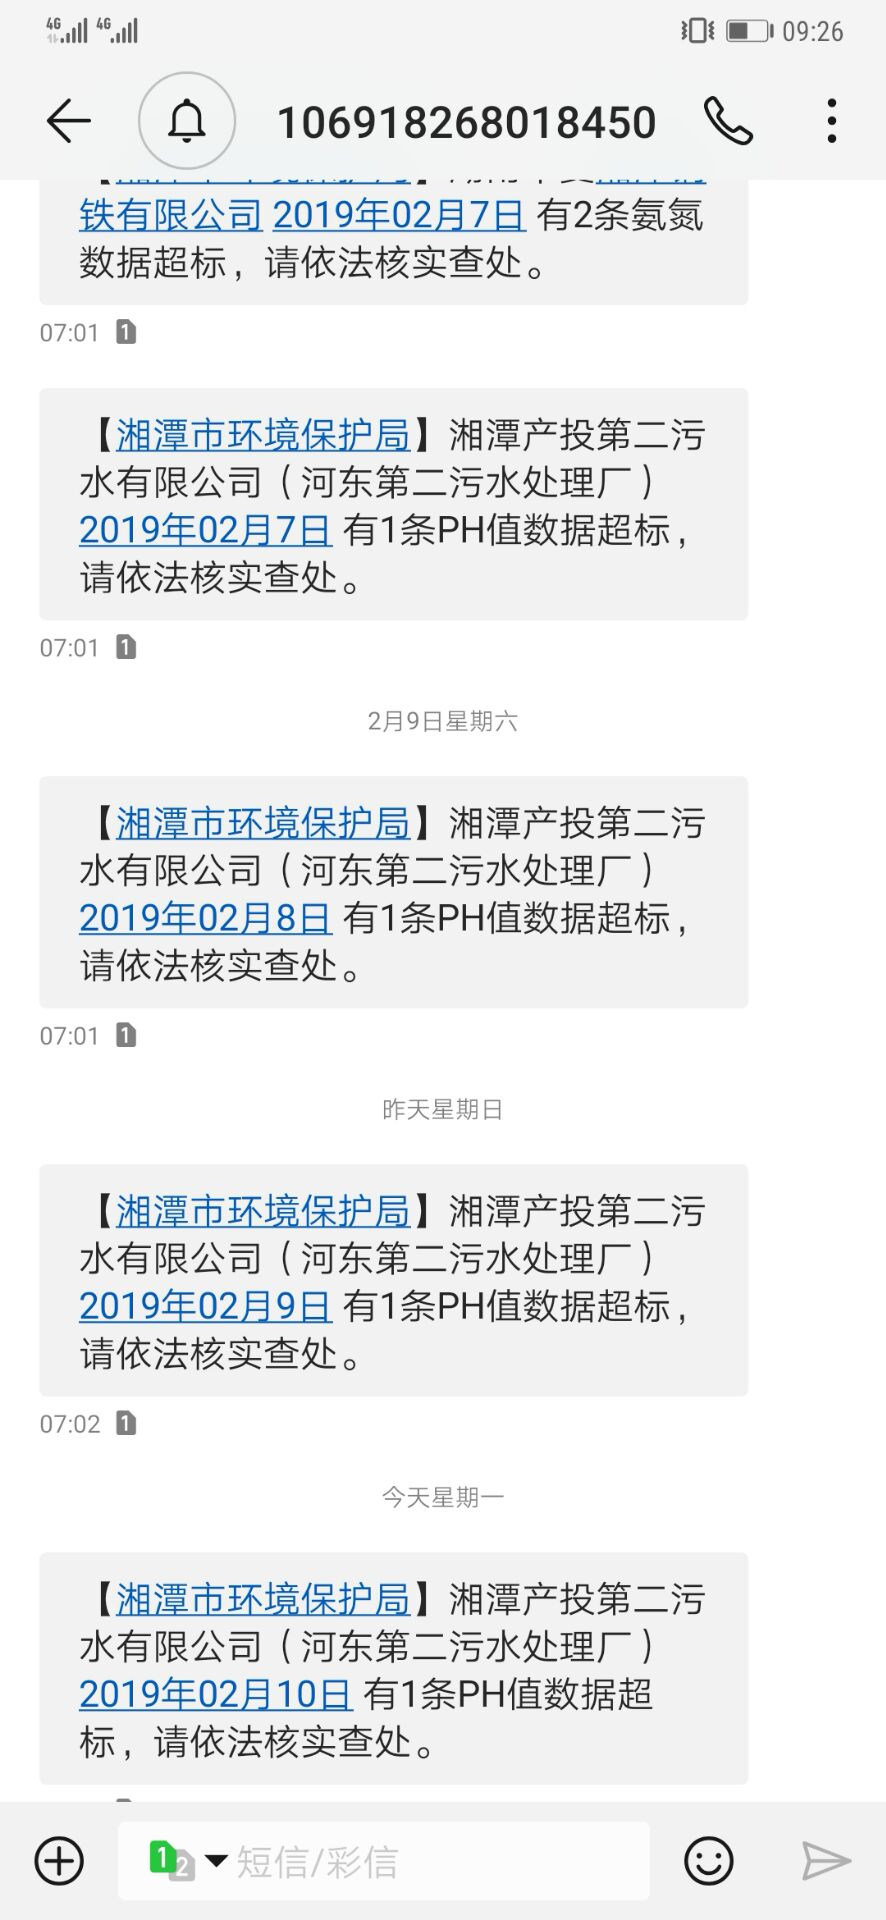 4G 4G 09:26
106918268018450
铁有限公司 2019年02月7日 有2条氨氮
数据超标，请依法核实查处。
07:01 1
【湘潭市环境保护局】湘潭产投第二污
水有限公司（河东第二污水处理厂）
2019年02月7日 有1条PH值数据超标，
请依法核实查处。
07:01 1
2月9日星期六
【湘潭市环境保护局】湘潭产投第二污
水有限公司（河东第二污水处理厂）
2019年02月8日 有1条PH值数据超标，
请依法核实查处。
07:01 1
昨天星期日
【湘潭市环境保护局】湘潭产投第二污
水有限公司（河东第二污水处理厂）
2019年02月9日 有1条PH值数据超标，
请依法核实查处。
07:02 1
今天星期一
【湘潭市环境保护局】湘潭产投第二污
水有限公司（河东第二污水处理厂）
2019年02月10日 有1条PH值数据超
标，请依法核实查处。
1 2 短信/彩信